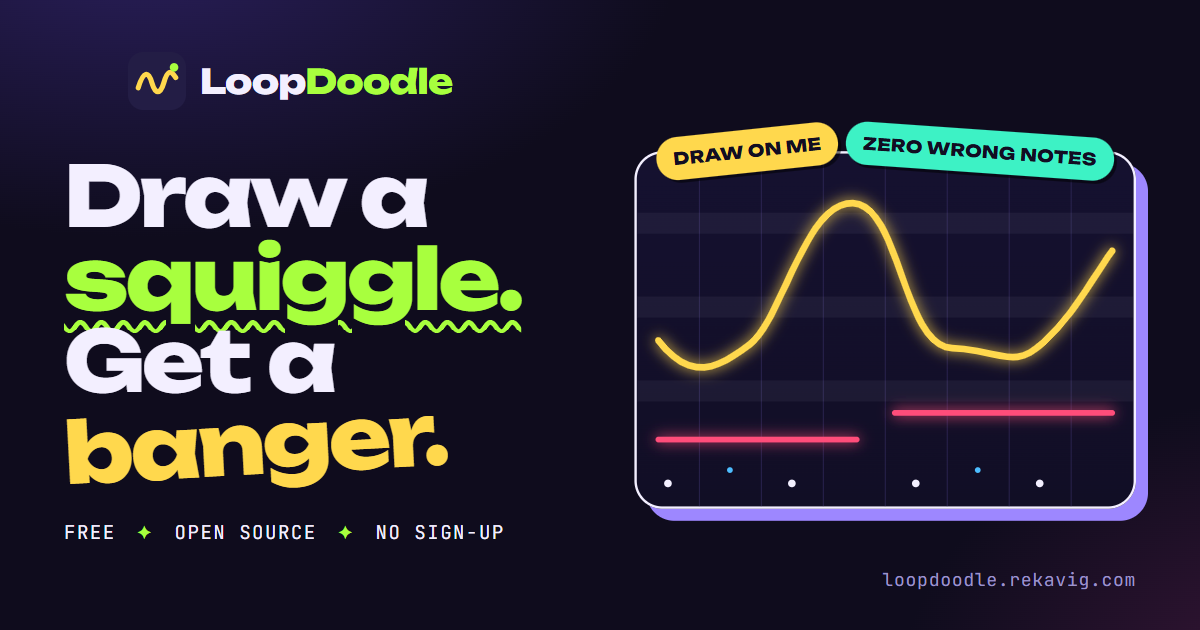 LoopDoodle
Draw a
squiggle.
Get a
banger.
FREE ✦ OPEN SOURCE ✦ NO SIGN-UP
DRAW ON ME
ZERO WRONG NOTES
loopdoodle.rekavig.com